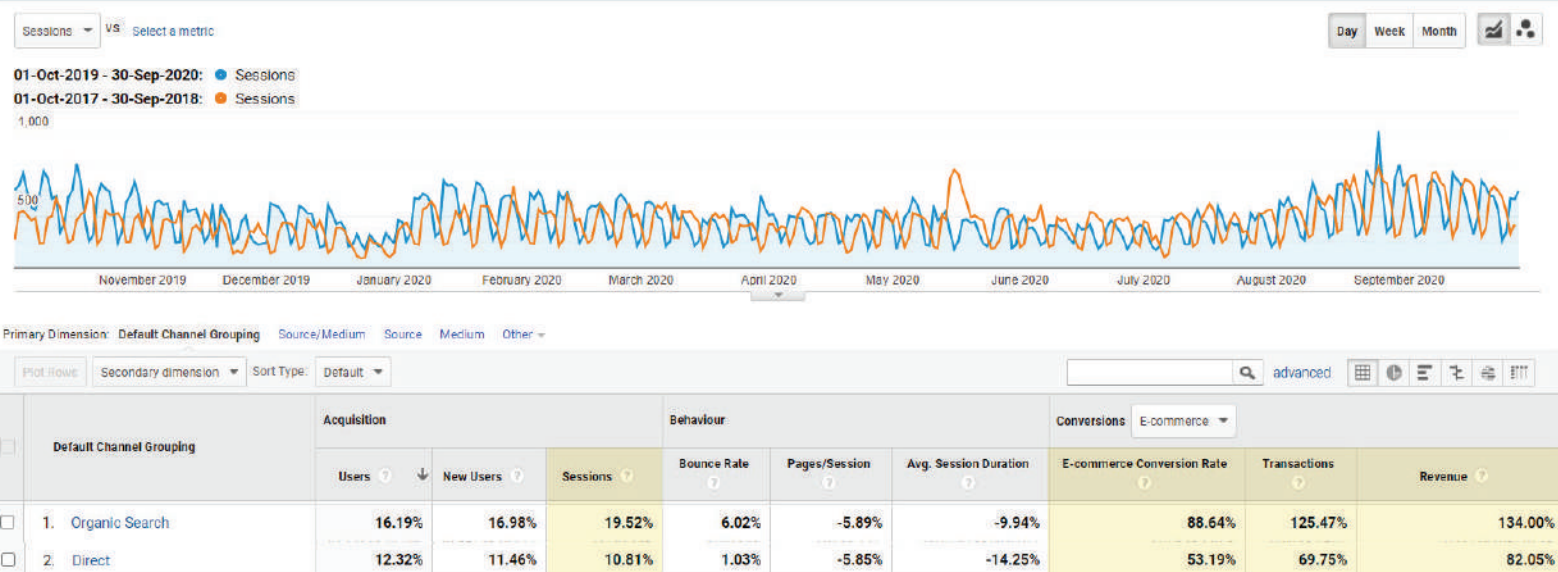 Sessions VS Select a metric Day Week Month
01-Oct-2019 - 30-Sep-2020: Sessions
01-Oct-2017 - 30-Sep-2018: Sessions
1,000
500
November 2019 December 2019 January 2020 February 2020 March 2020 April 2020 May 2020 June 2020 July 2020 August 2020 September 2020
Primary Dimension: Default Channel Grouping Source/Medium Source Medium Other
Plot Rows Secondary dimension Sort Type: Default advanced
Default Channel Grouping Acquisition Behaviour Conversions E-commerce
Users ? New Users ? Sessions ? Bounce Rate ? Pages/Session ? Avg. Session Duration ? E-commerce Conversion Rate ? Transactions ? Revenue ?
1. Organic Search 16.19% 16.98% 19.52% 6.02% -5.89% -9.94% 88.64% 125.47% 134.00%
2. Direct 12.32% 11.46% 10.81% 1.03% -5.85% -14.25% 53.19% 69.75% 82.05%